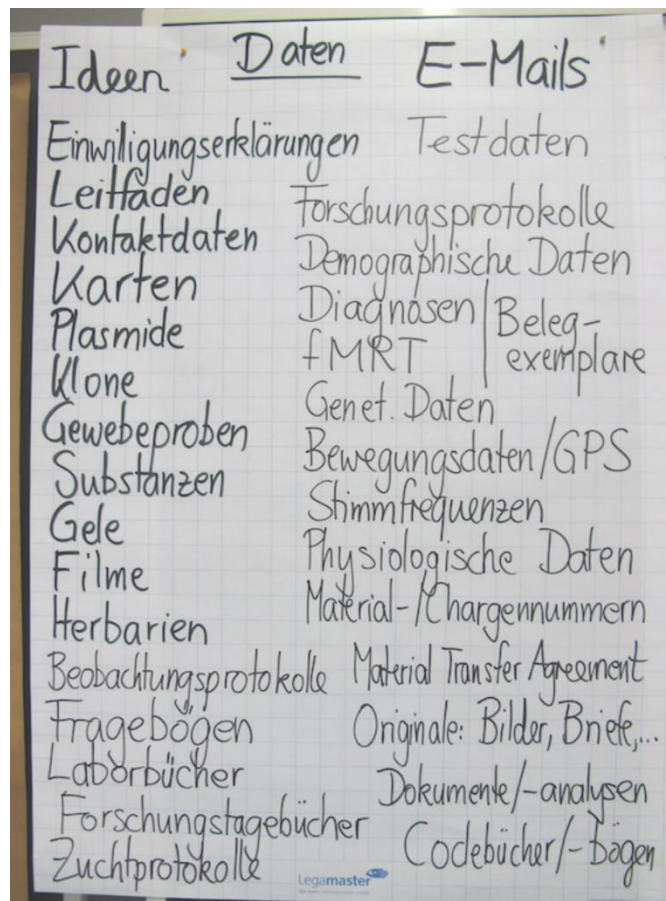 Daten
Ideen
Einwiligungserklärungen
Leitfäden
Kontaktdaten
Karten
Plasmide
Klone
Gewebeproben
Substanzen
Gele
Filme
Herbarien
Beobachtungsprotokolle
Fragebögen
Laborbücher
Forschungstagebücher
Zuchtprotokolle
E-Mails
Testdaten
Forschungsprotokolle
Demographische Daten
Diagnosen
fMRT
Beleg-
exemplare
Genet. Daten
Bewegungsdaten/GPS
Stimmfrequenzen
Physiologische Daten
Material-/Chargennummern
Material Transfer Agreement
Originale: Bilder, Briefe,...
Dokumente/-analysen
Codebücher/-bögen
Legamaster